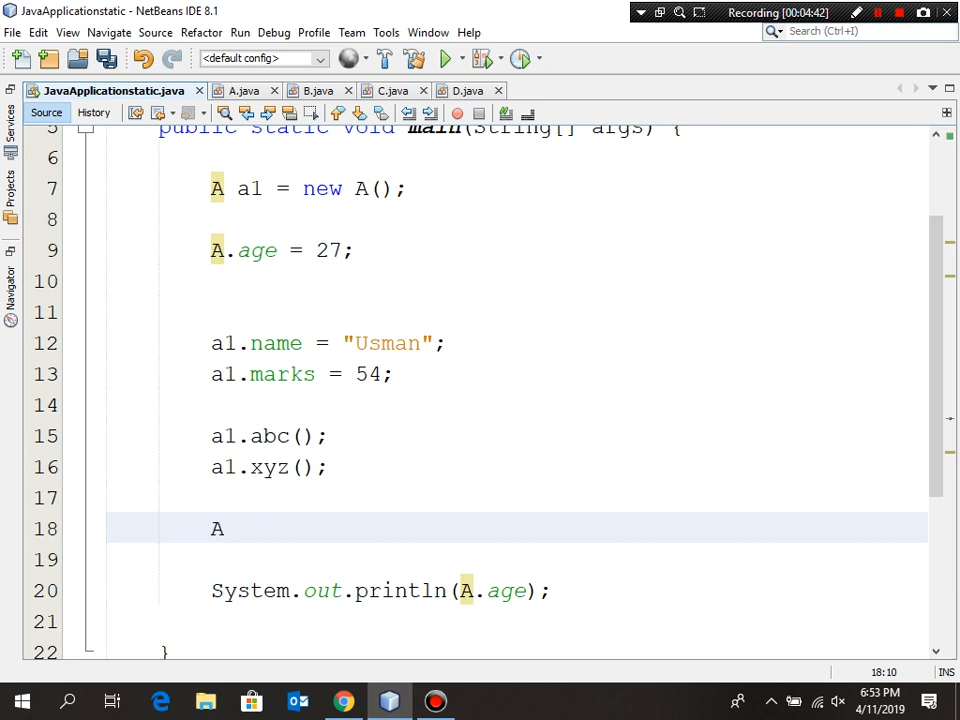 JavaApplicationstatic - NetBeans IDE 8.1
Recording (00:04:42)
File Edit View Navigate Source Refactor Run Debug Profile Team Tools Window Help
Search (Ctrl+I)
<default config>
JavaApplicationstatic.java A.java B.java C.java D.java
Source History
Services
Projects
Navigator
5 public static void main(String[] args) {
6
7 A a1 = new A();
8
9 A.age = 27;
10
11
12 a1.name = "Usman";
13 a1.marks = 54;
14
15 a1.abc();
16 a1.xyz();
17
18 A
19
20 System.out.println(A.age);
21
22 }
18:10 INS
6:53 PM
4/11/2019